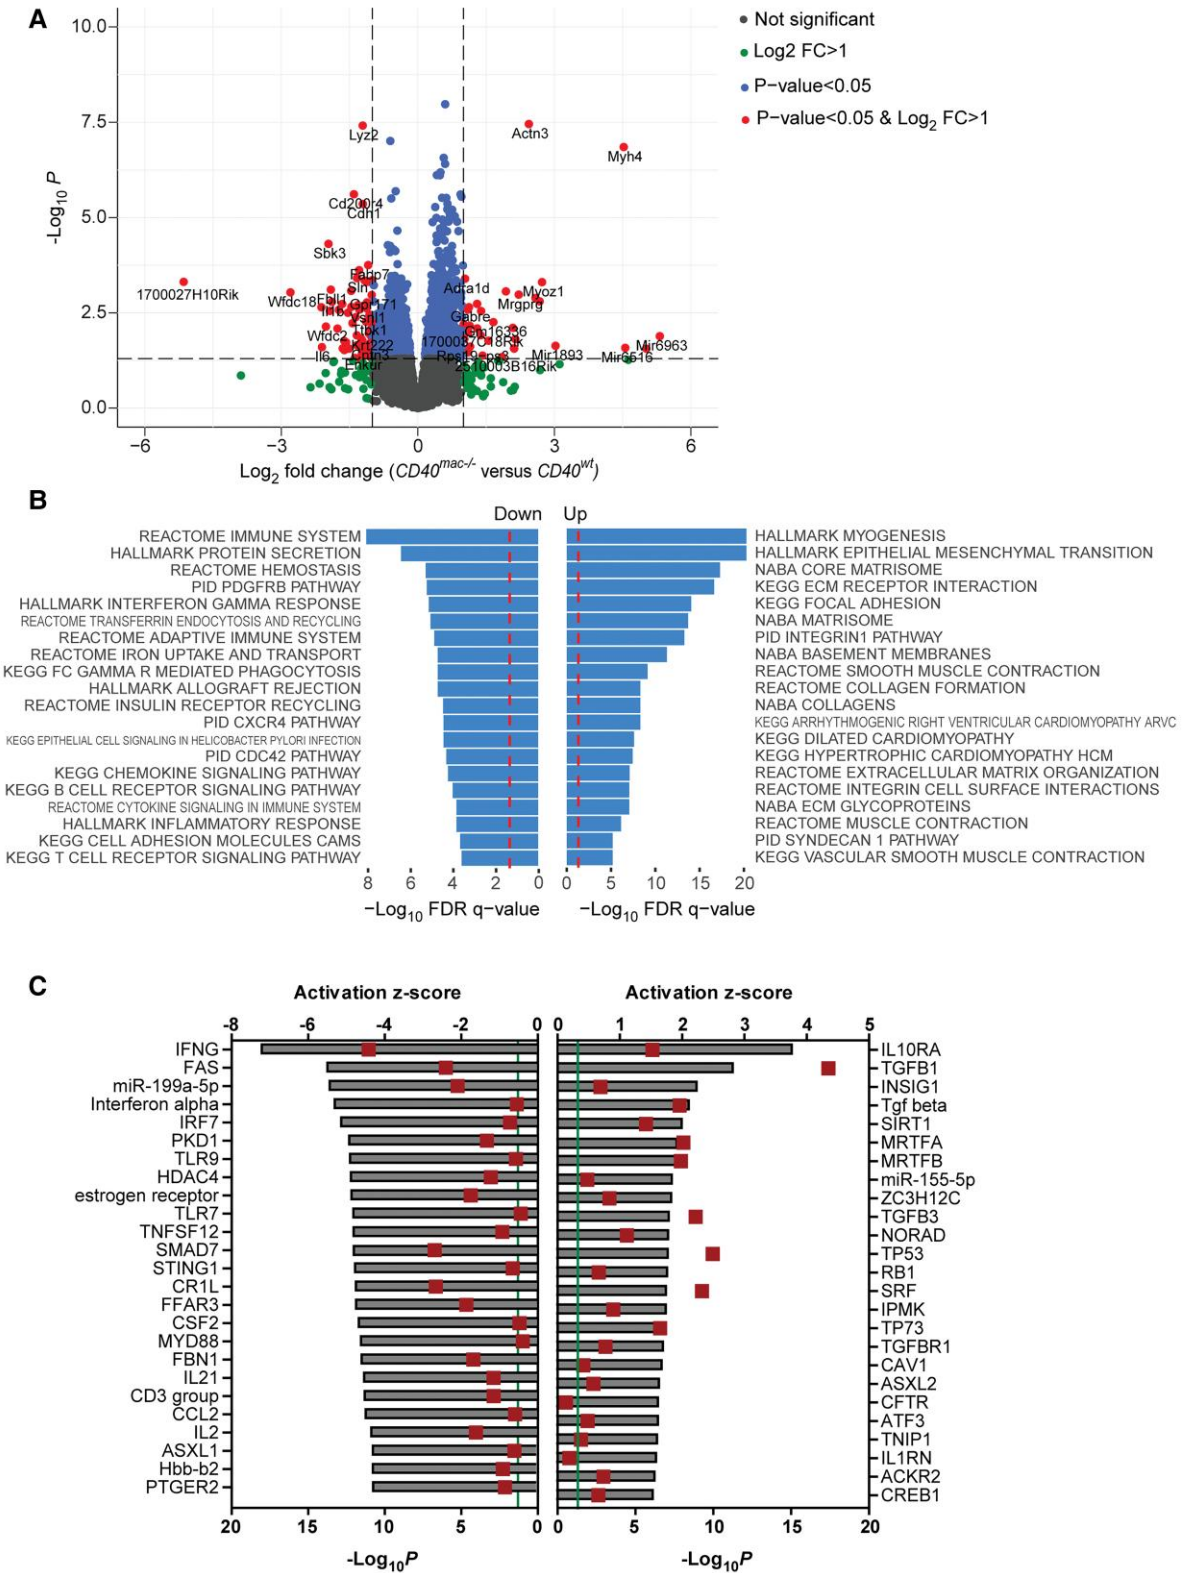 A
10.0
7.5
5.0
2.5
0.0
-Log10 P
−6
−3
0
3
6
Log2 fold change (CD40mac-/- versus CD40wt)
Not significant
Log2 FC>1
P−value<0.05
P−value<0.05 & Log2 FC>1
Lyz2
Actn3
Myh4
Cd200r4
Cdh1
Sbk3
Fabp7
1700027H10Rik
Sln
Adra1d
Myoz1
Wfdc18
Fbll1
Gpr171
Mrgprg
Il1b
Vsnl1
Gabre
Ttbk1
Gm16336
Wfdc2
Krt222
1700037C18Rik
Mir6963
Il6
Cntn3
Rpsl19-ps3
Mir1893
Mir6516
Enkur
2510003B16Rik
B
Down
Up
REACTOME IMMUNE SYSTEM
HALLMARK PROTEIN SECRETION
REACTOME HEMOSTASIS
PID PDGFRB PATHWAY
HALLMARK INTERFERON GAMMA RESPONSE
REACTOME TRANSFERRIN ENDOCYTOSIS AND RECYCLING
REACTOME ADAPTIVE IMMUNE SYSTEM
REACTOME IRON UPTAKE AND TRANSPORT
KEGG FC GAMMA R MEDIATED PHAGOCYTOSIS
HALLMARK ALLOGRAFT REJECTION
REACTOME INSULIN RECEPTOR RECYCLING
PID CXCR4 PATHWAY
KEGG EPITHELIAL CELL SIGNALING IN HELICOBACTER PYLORI INFECTION
PID CDC42 PATHWAY
KEGG CHEMOKINE SIGNALING PATHWAY
KEGG B CELL RECEPTOR SIGNALING PATHWAY
REACTOME CYTOKINE SIGNALING IN IMMUNE SYSTEM
HALLMARK INFLAMMATORY RESPONSE
KEGG CELL ADHESION MOLECULES CAMS
KEGG T CELL RECEPTOR SIGNALING PATHWAY
8 6 4 2 0
−Log10 FDR q−value
HALLMARK MYOGENESIS
HALLMARK EPITHELIAL MESENCHYMAL TRANSITION
NABA CORE MATRISOME
KEGG ECM RECEPTOR INTERACTION
KEGG FOCAL ADHESION
NABA MATRISOME
PID INTEGRIN1 PATHWAY
NABA BASEMENT MEMBRANES
REACTOME SMOOTH MUSCLE CONTRACTION
REACTOME COLLAGEN FORMATION
NABA COLLAGENS
KEGG ARRHYTHMOGENIC RIGHT VENTRICULAR CARDIOMYOPATHY ARVC
KEGG DILATED CARDIOMYOPATHY
KEGG HYPERTROPHIC CARDIOMYOPATHY HCM
REACTOME EXTRACELLULAR MATRIX ORGANIZATION
REACTOME INTEGRIN CELL SURFACE INTERACTIONS
NABA ECM GLYCOPROTEINS
REACTOME MUSCLE CONTRACTION
PID SYNDECAN 1 PATHWAY
KEGG VASCULAR SMOOTH MUSCLE CONTRACTION
0 5 10 15 20
−Log10 FDR q−value
C
Activation z-score
-8 -6 -4 -2 0
IFNG
FAS
miR-199a-5p
Interferon alpha
IRF7
PKD1
TLR9
HDAC4
estrogen receptor
TLR7
TNFSF12
SMAD7
STING1
CR1L
FFAR3
CSF2
MYD88
FBN1
IL21
CD3 group
CCL2
IL2
ASXL1
Hbb-b2
PTGER2
20 15 10 5 0
-Log10P
Activation z-score
0 1 2 3 4 5
IL10RA
TGFB1
INSIG1
Tgf beta
SIRT1
MRTFA
MRTFB
miR-155-5p
ZC3H12C
TGFB3
NORAD
TP53
RB1
SRF
IPMK
TP73
TGFBR1
CAV1
ASXL2
CFTR
ATF3
TNIP1
IL1RN
ACKR2
CREB1
0 5 10 15 20
-Log10P